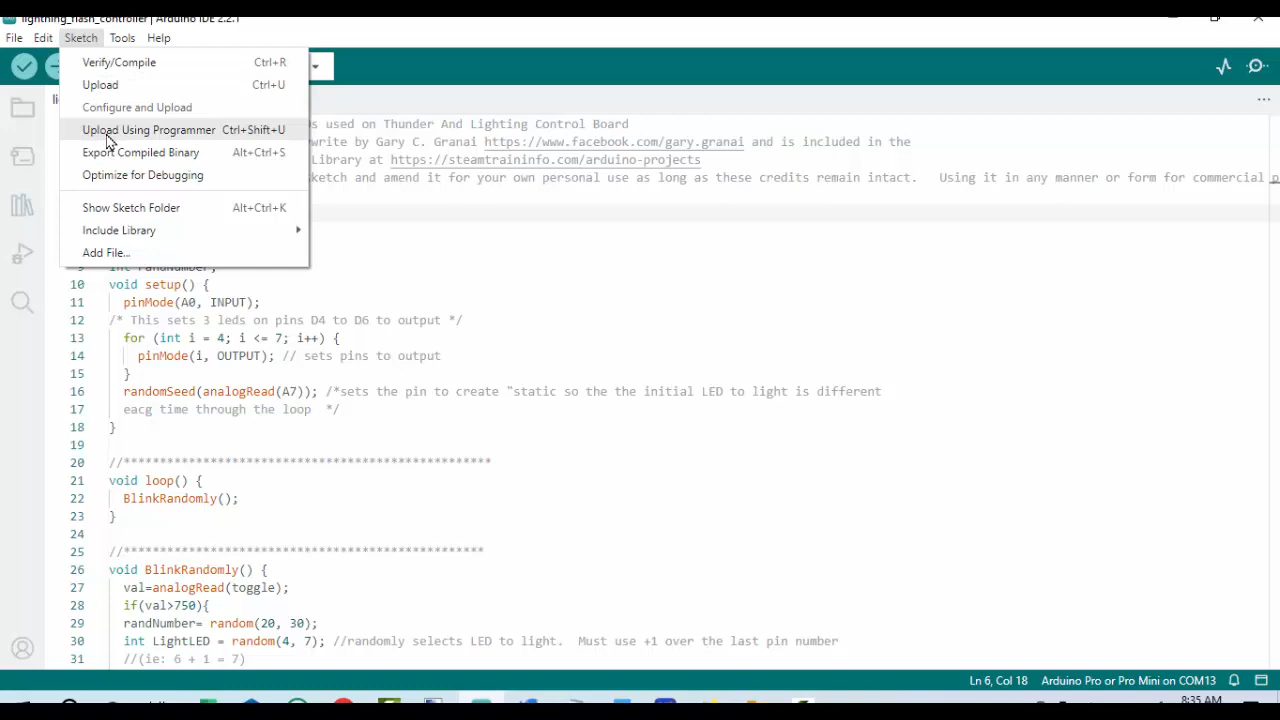 lightning_flash_controller | Arduino IDE 2.2.1
File Edit Sketch Tools Help
Verify/Compile Ctrl+R
Upload Ctrl+U
Configure and Upload
Upload Using Programmer Ctrl+Shift+U
Export Compiled Binary Alt+Ctrl+S
Optimize for Debugging
Show Sketch Folder Alt+Ctrl+K
Include Library
Add File...
used on Thunder And Lighting Control Board
write by Gary C. Granai https://www.facebook.com/gary.granai and is included in the
Library at https://steamtraininfo.com/arduino-projects
sketch and amend it for your own personal use as long as these credits remain intact. Using it in any manner or form for commercial p
9 int randNumber;
10 void setup() {
11 pinMode(A0, INPUT);
12 /* This sets 3 leds on pins D4 to D6 to output */
13 for (int i = 4; i <= 7; i++) {
14 pinMode(i, OUTPUT); // sets pins to output
15 }
16 randomSeed(analogRead(A7)); /*sets the pin to create "static so the the initial LED to light is different
17 eacg time through the loop */
18 }
19
20 //***************************************************
21 void loop() {
22 BlinkRandomly();
23 }
24
25 //**************************************************
26 void BlinkRandomly() {
27 val=analogRead(toggle);
28 if(val>750){
29 randNumber= random(20, 30);
30 int LightLED = random(4, 7); //randomly selects LED to light. Must use +1 over the last pin number
31 //(ie: 6 + 1 = 7)
Ln 6, Col 18 Arduino Pro or Pro Mini on COM13
8:35 AM